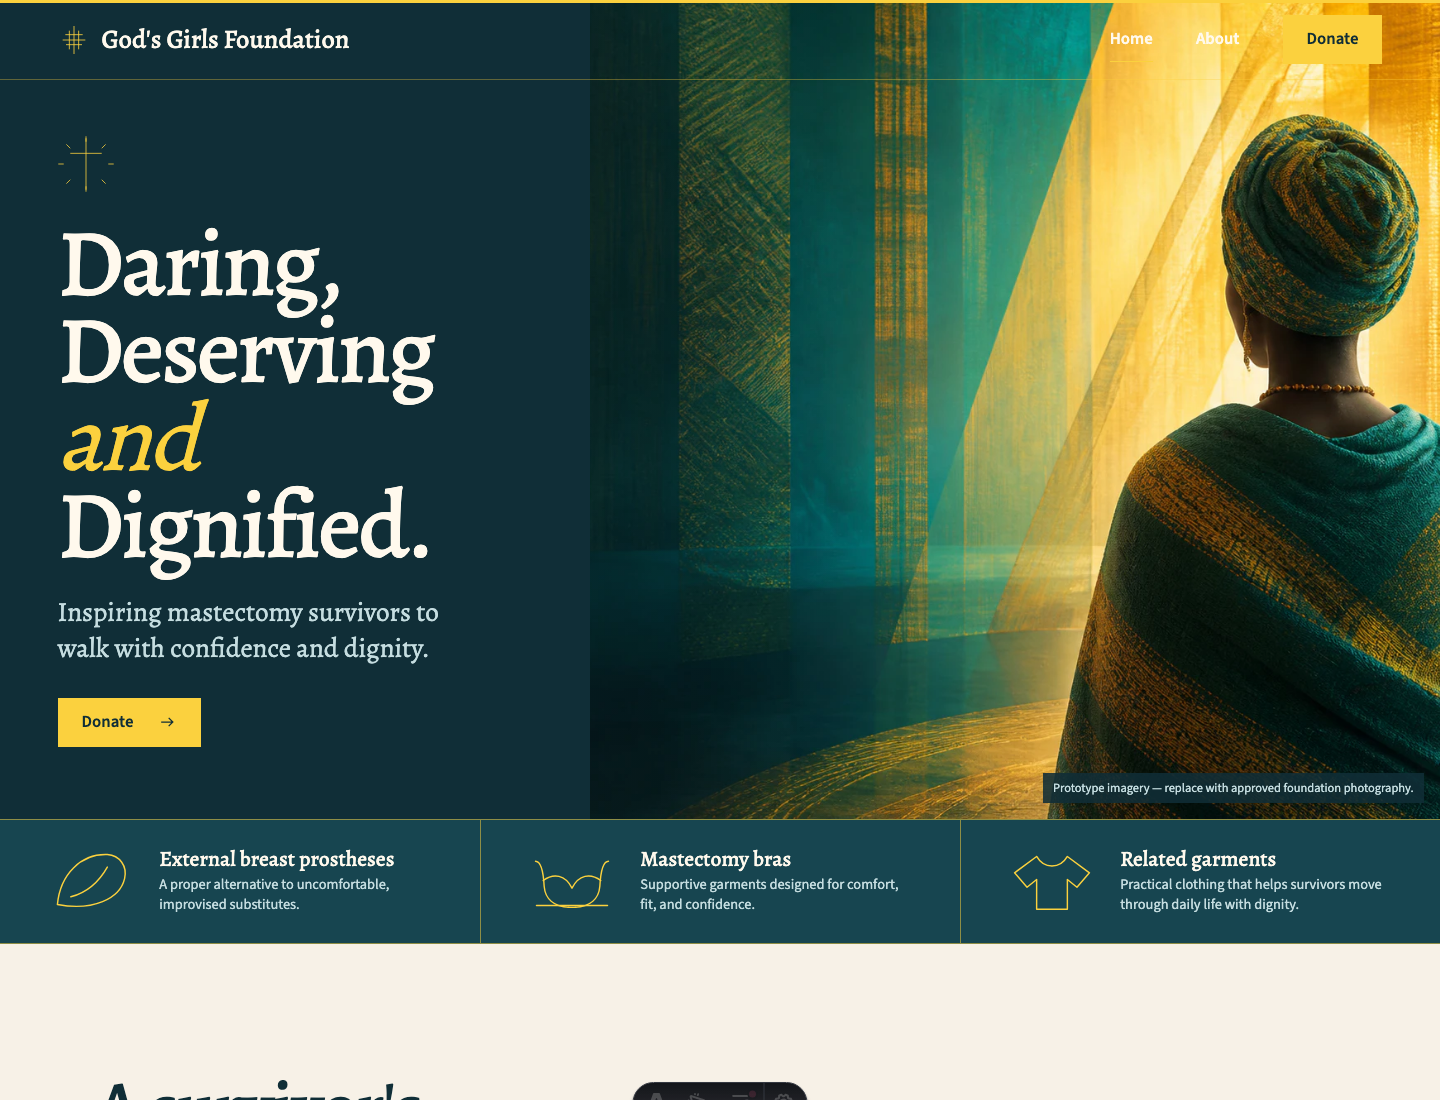 God's Girls Foundation
Home
About
Donate
Daring,
Deserving
and
Dignified.
Inspiring mastectomy survivors to
walk with confidence and dignity.
Donate →
Prototype imagery — replace with approved foundation photography.
External breast prostheses
A proper alternative to uncomfortable,
improvised substitutes.
Mastectomy bras
Supportive garments designed for comfort,
fit, and confidence.
Related garments
Practical clothing that helps survivors move
through daily life with dignity.
A survivor's